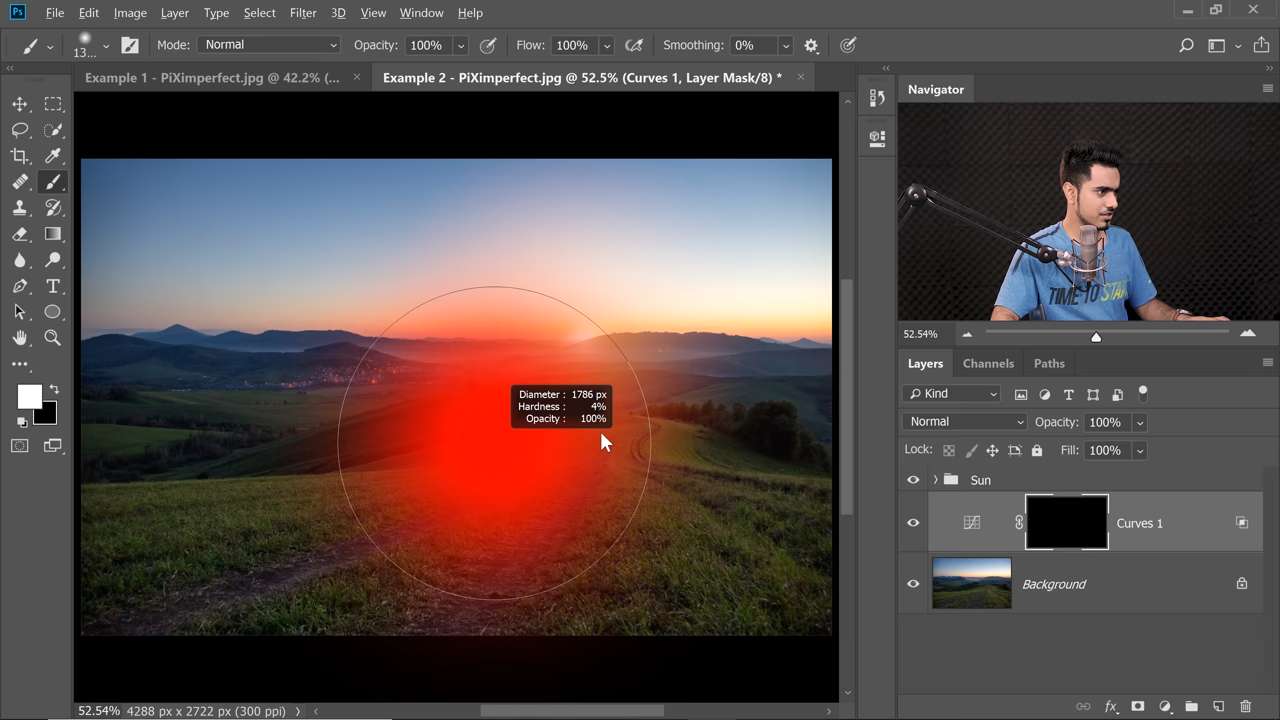 Ps File Edit Image Layer Type Select Filter 3D View Window Help
13... Mode: Normal Opacity: 100% Flow: 100% Smoothing: 0%
Example 1 - PiXimperfect.jpg @ 42.2% (... × Example 2 - PiXimperfect.jpg @ 52.5% (Curves 1, Layer Mask/8) * ×
Navigator
TIME TO START
52.54%
Layers Channels Paths
Kind
Normal Opacity: 100%
Lock: Fill: 100%
Sun
Curves 1
Background
Diameter : 1786 px
Hardness : 4%
Opacity : 100%
52.54% 4288 px x 2722 px (300 ppi)
fx